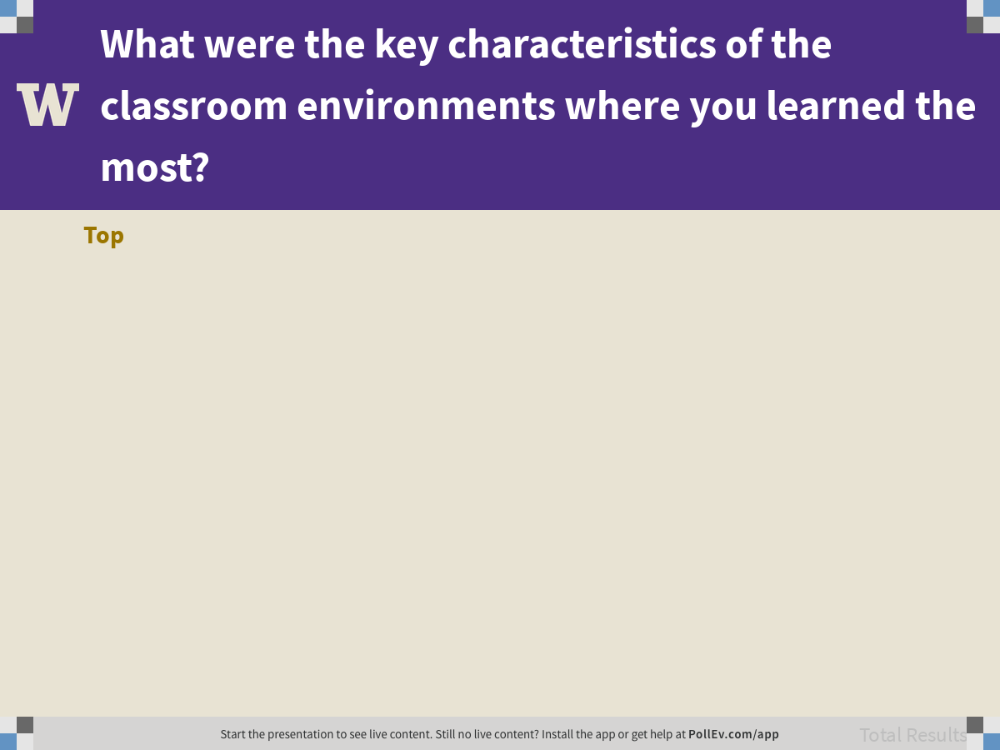 What were the key characteristics of the
W
classroom environments where you learned the
most?
Top
Start the presentation to see live content. Still no live content? Install the app or get help at PollEv.com/app
Total Results